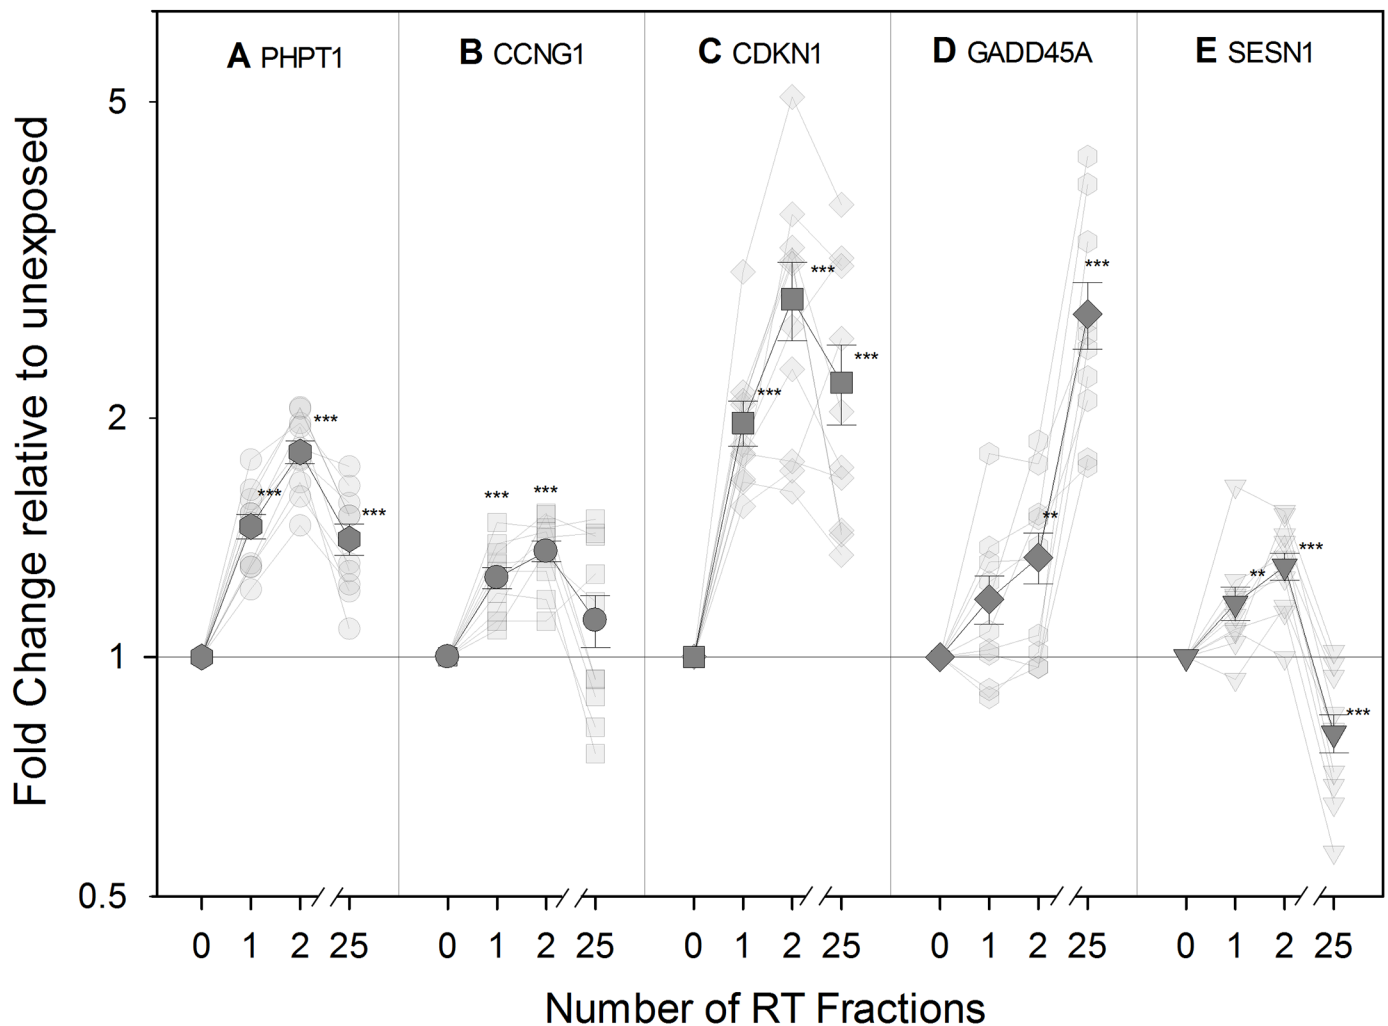 A PHPT1
B CCNG1
C CDKN1
D GADD45A
E SESN1
Fold Change relative to unexposed
5
2
1
0.5
***
***
***
***
***
***
***
***
**
***
**
***
***
0 1 2 25 0 1 2 25 0 1 2 25 0 1 2 25 0 1 2 25
Number of RT Fractions